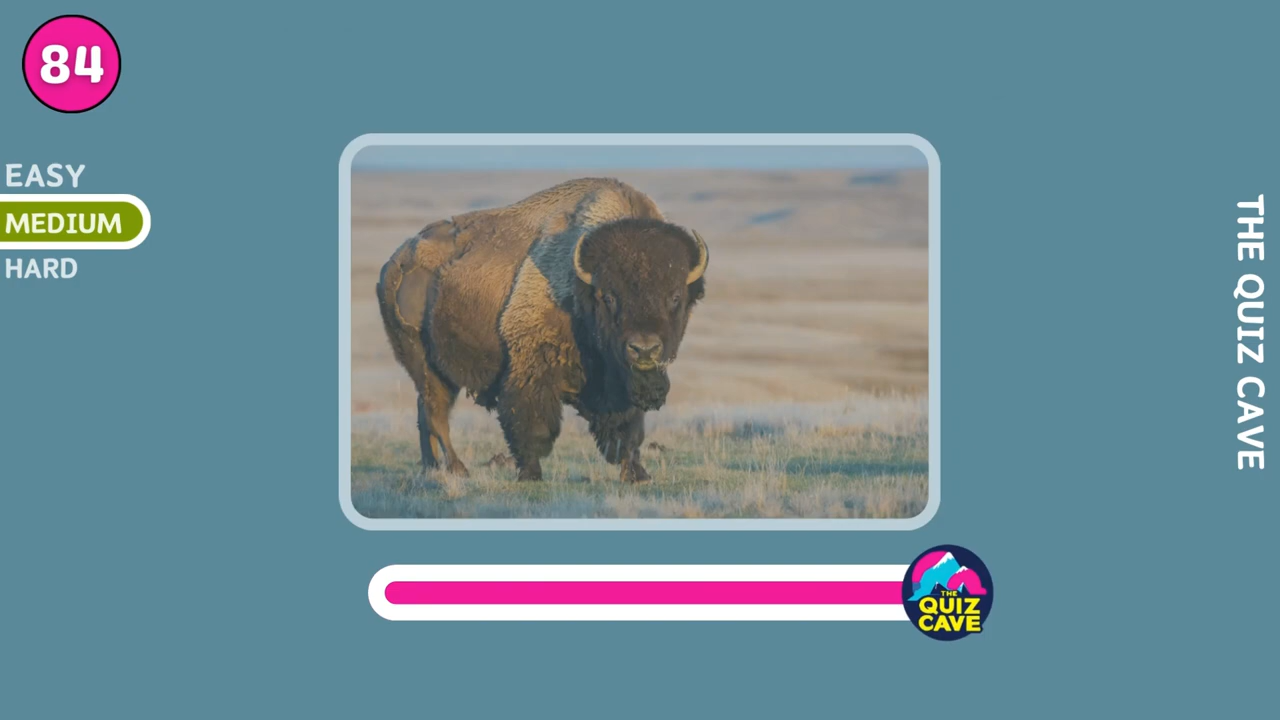 84
EASY
MEDIUM
HARD
THE QUIZ CAVE
THE
QUIZ
CAVE